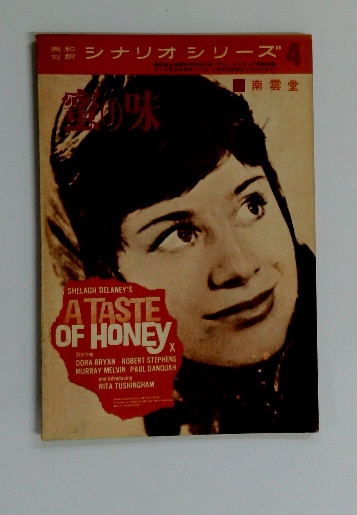 英和
対訳
シナリオシリーズ 4
南雲堂
蜜の味
SHELAGH DELANEY'S
A TASTE
OF HONEY
X
Starring
DORA BRYAN ROBERT STEPHENS
MURRAY MELVIN PAUL DANQUAH
and introducing
RITA TUSHINGHAM